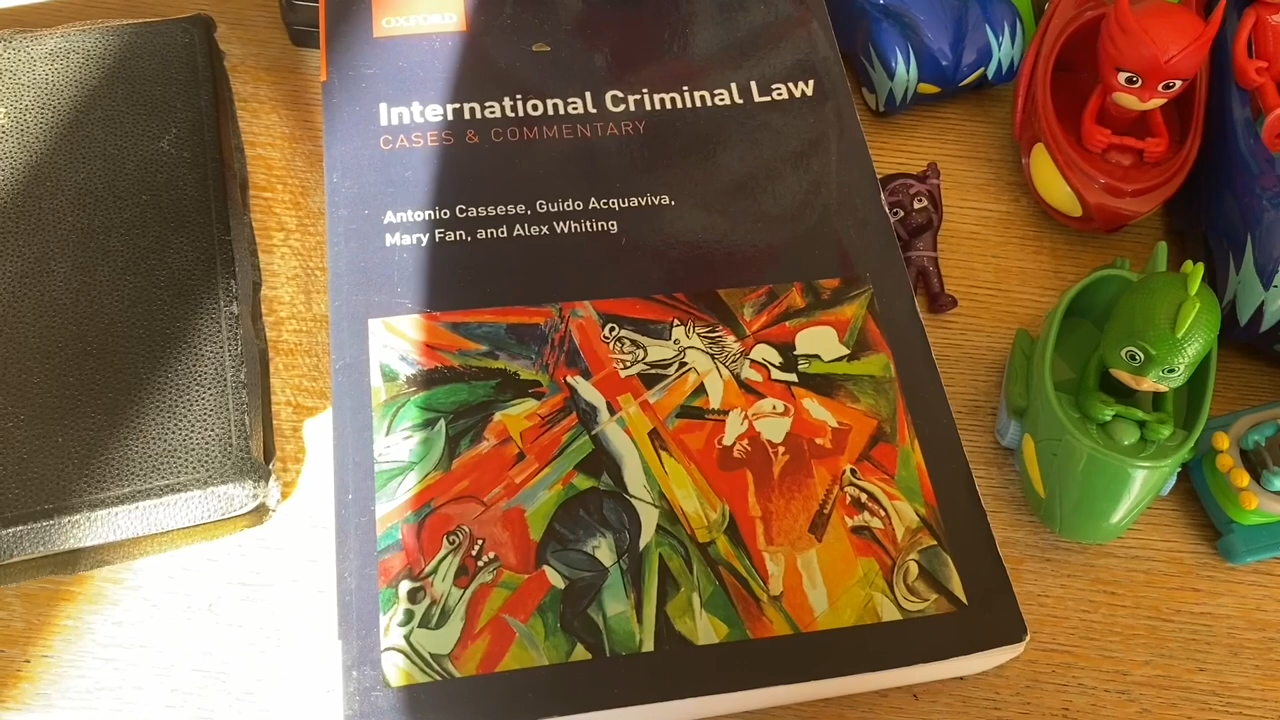 OXFORD
International Criminal Law
CASES & COMMENTARY
Antonio Cassese, Guido Acquaviva,
Mary Fan, and Alex Whiting